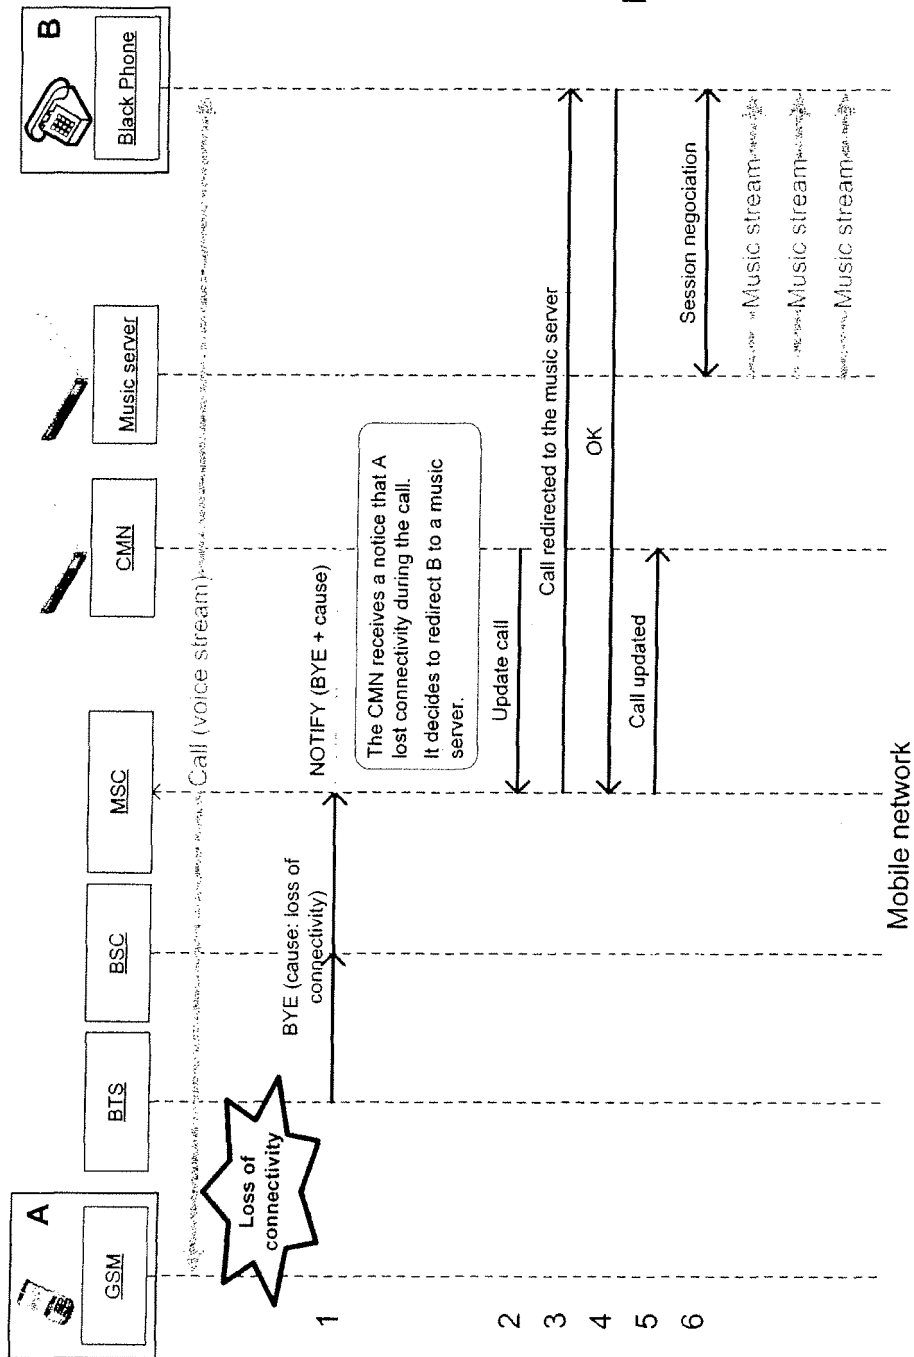 A
GSM
BTS
BSC
MSC
CMN
Music server
B
Black Phone
Call (voice stream)
Loss of
connectivity
1
BYE (cause: loss of
connectivity)
NOTIFY (BYE + cause)
The CMN receives a notice that A
lost connectivity during the call.
It decides to redirect B to a music
server.
2
Update call
3
Call redirected to the music server
4
OK
5
Call updated
6
Session negociation
Music stream
Music stream
Music stream
Mobile network